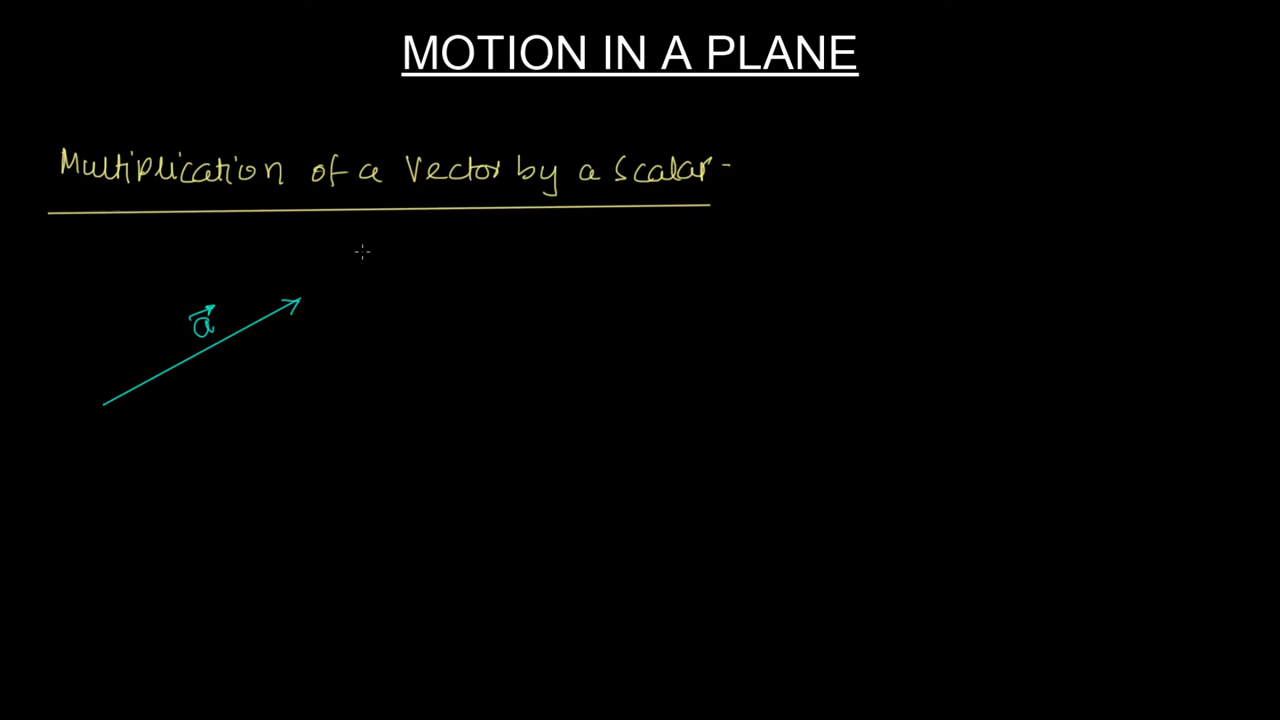 MOTION IN A PLANE
Multiplication of a Vector by a Scalar -
a⃗